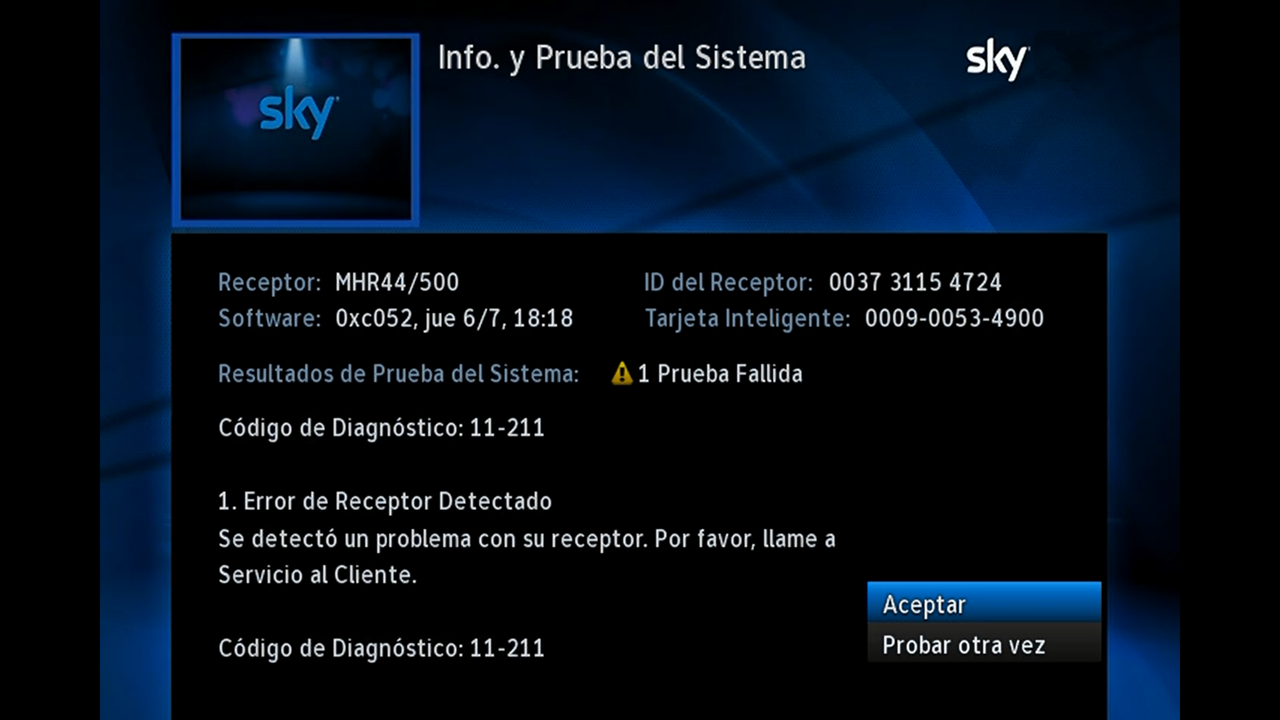 sky
Info. y Prueba del Sistema
sky
Receptor: MHR44/500
ID del Receptor: 0037 3115 4724
Software: 0xc052, jue 6/7, 18:18
Tarjeta Inteligente: 0009-0053-4900
Resultados de Prueba del Sistema: 1 Prueba Fallida
Código de Diagnóstico: 11-211
1. Error de Receptor Detectado
Se detectó un problema con su receptor. Por favor, llame a
Servicio al Cliente.
Aceptar
Probar otra vez
Código de Diagnóstico: 11-211